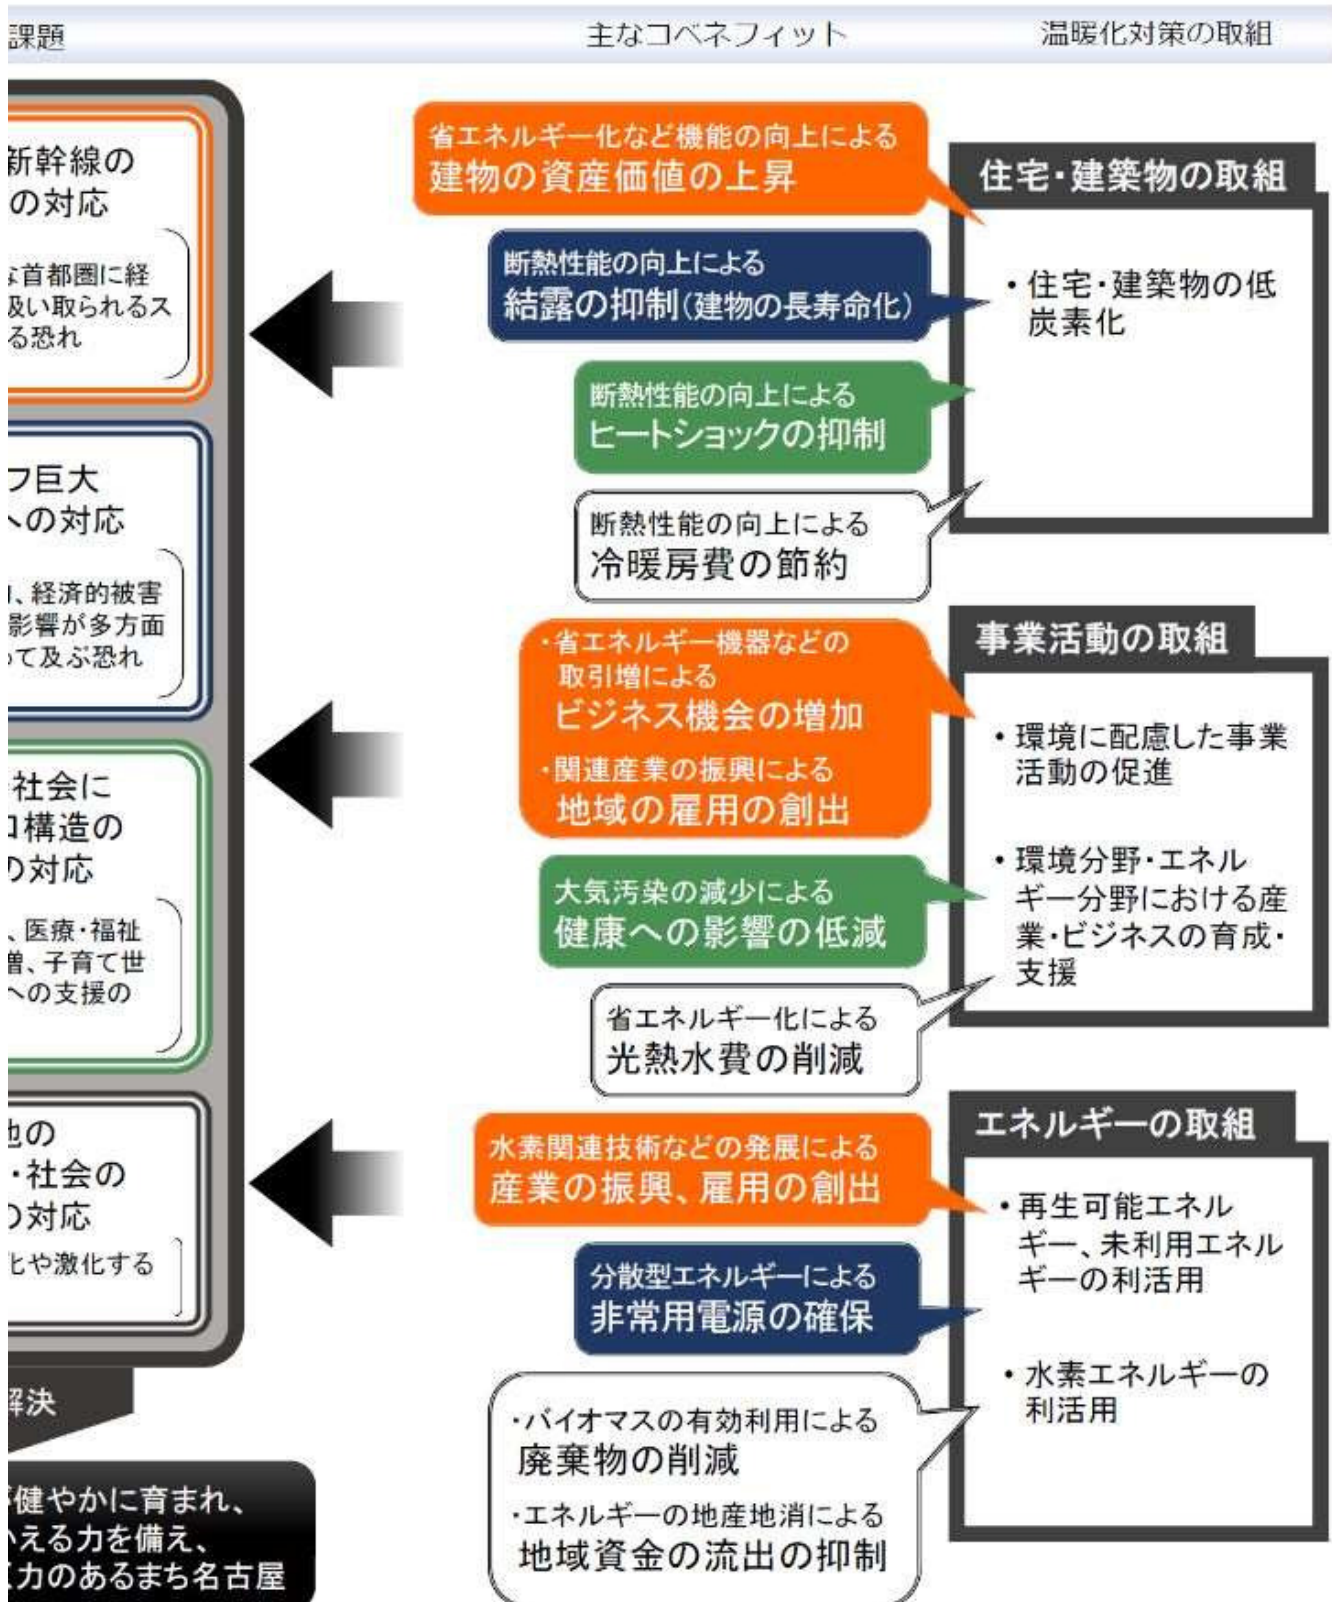 課題
主なコベネフィット
温暖化対策の取組
新幹線の
の対応
首都圏に経
吸い取られるス
る恐れ
フ巨大
への対応
、経済的被害
影響が多方面
って及ぶ恐れ
社会に
構造の
の対応
、医療・福祉
増、子育て世
への支援の
地の
・社会の
の対応
化や激化する
解決
健やかに育まれ、
かえる力を備え、
力のあるまち名古屋
省エネルギー化など機能の向上による
建物の資産価値の上昇
断熱性能の向上による
結露の抑制(建物の長寿命化)
断熱性能の向上による
ヒートショックの抑制
断熱性能の向上による
冷暖房費の節約
住宅・建築物の取組
・住宅・建築物の低
炭素化
・省エネルギー機器などの
取引増による
ビジネス機会の増加
・関連産業の振興による
地域の雇用の創出
大気汚染の減少による
健康への影響の低減
省エネルギー化による
光熱水費の削減
事業活動の取組
・環境に配慮した事業
活動の促進
・環境分野・エネル
ギー分野における産
業・ビジネスの育成・
支援
水素関連技術などの発展による
産業の振興、雇用の創出
分散型エネルギーによる
非常用電源の確保
・バイオマスの有効利用による
廃棄物の削減
・エネルギーの地産地消による
地域資金の流出の抑制
エネルギーの取組
・再生可能エネル
ギー、未利用エネル
ギーの利活用
・水素エネルギーの
利活用